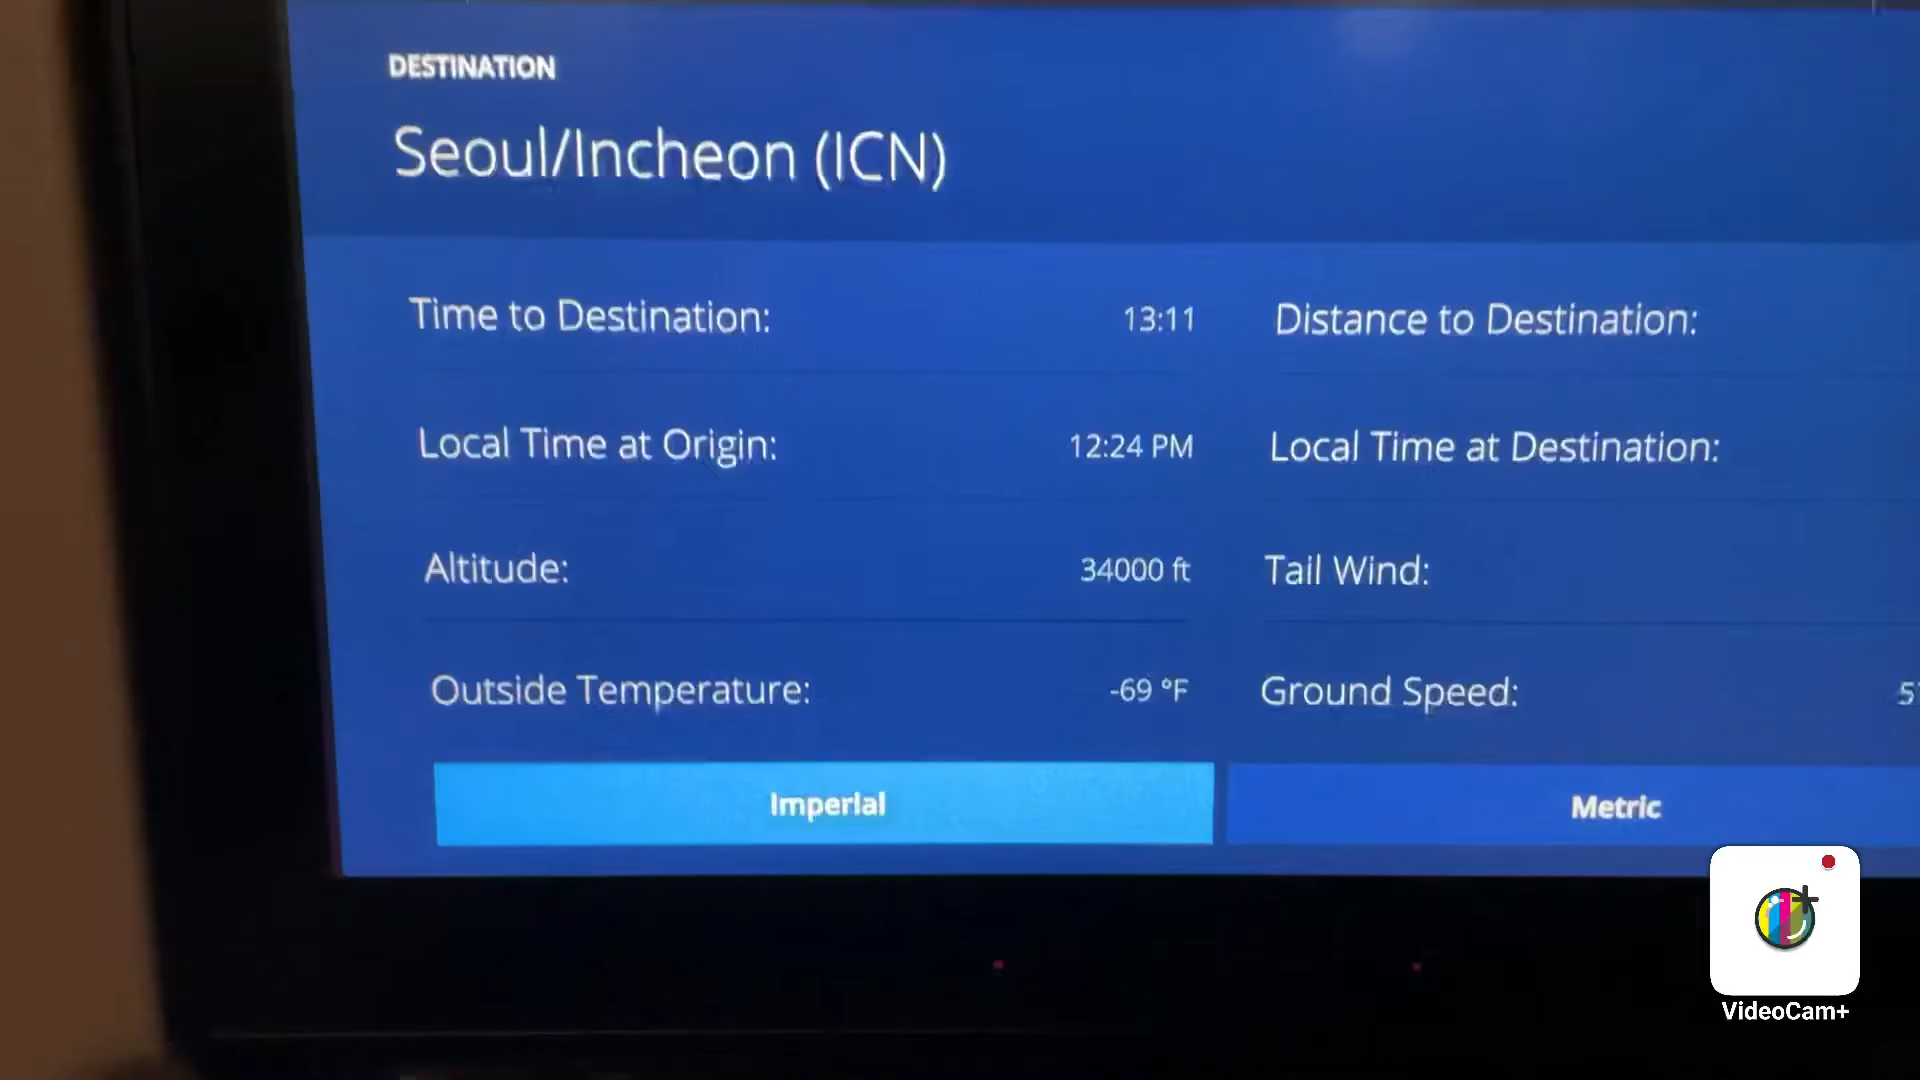 DESTINATION
Seoul/Incheon (ICN)
Time to Destination: 13:11 Distance to Destination:
Local Time at Origin: 12:24 PM Local Time at Destination:
Altitude: 34000 ft Tail Wind:
Outside Temperature: -69 °F Ground Speed:
Imperial Metric
VideoCam+